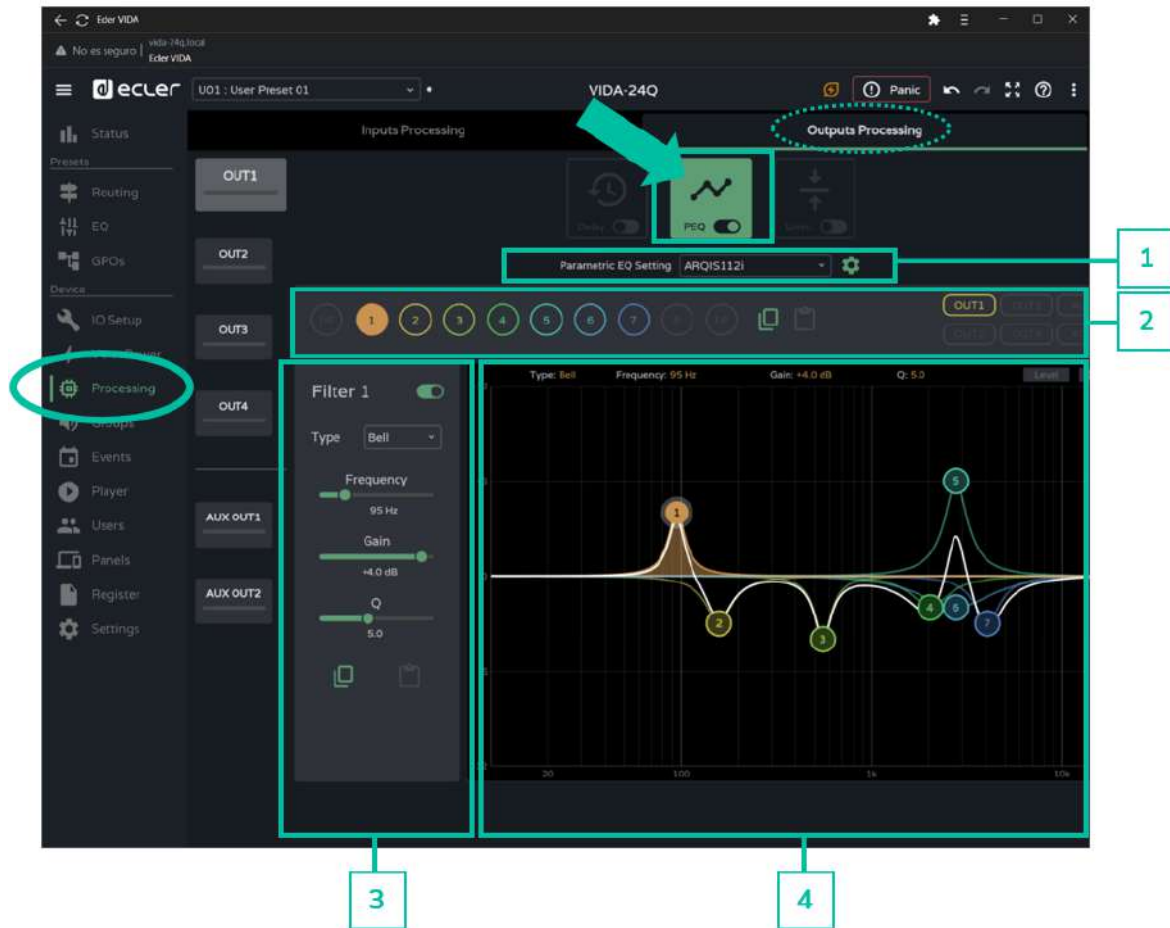 Ecler VIDA
No es seguro
vida-24q.local
Ecler VIDA
ecler
U01 : User Preset 01
VIDA-24Q
Panic
Status
Presets
Routing
EQ
GPOs
Device
IO Setup
Power
Processing
Groups
Events
Player
Users
Panels
Register
Settings
Inputs Processing
Outputs Processing
OUT1
OUT2
OUT3
OUT4
AUX OUT1
AUX OUT2
Delay
PEQ
Parametric EQ Setting
ARQIS112i
1
1
2
3
4
5
6
7
OUT1
2
Filter 1
Type
Bell
Frequency
95 Hz
Gain
+4.0 dB
Q
5.0
Type: Bell
Frequency: 95 Hz
Gain: +4.0 dB
Q: 5.0
Level
1
2
3
4
5
6
7
20
100
1k
10k
3
4